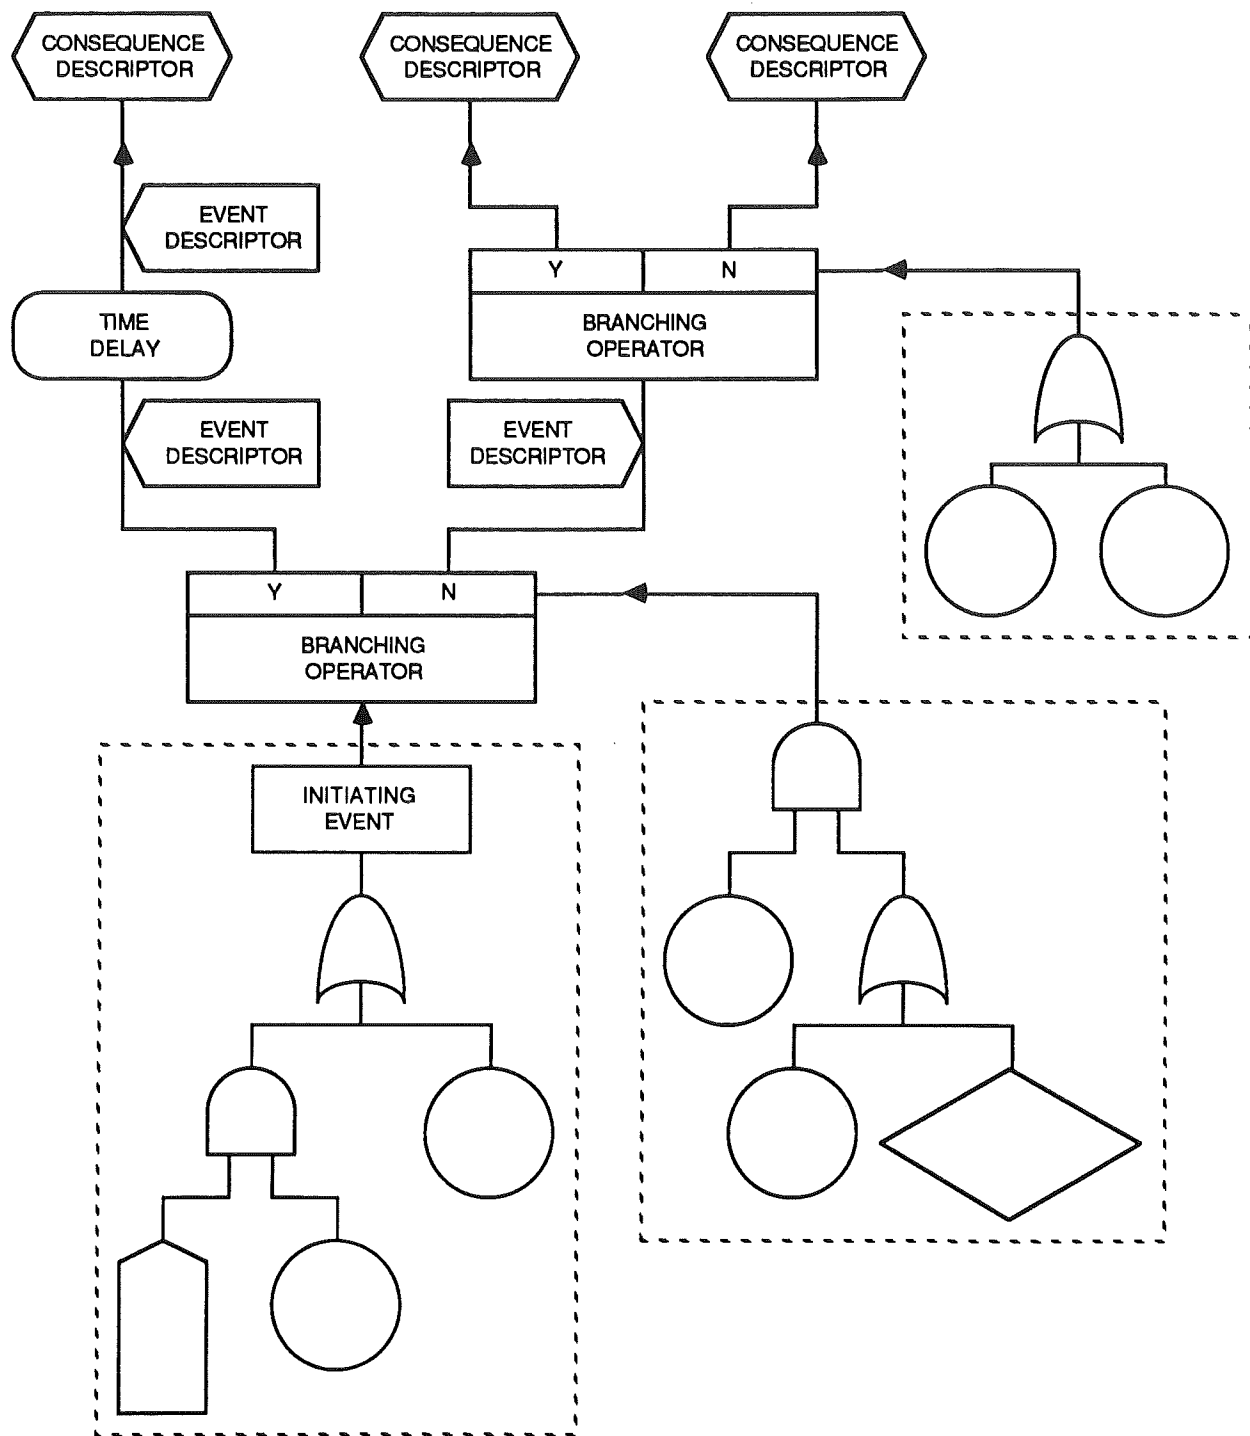 CONSEQUENCE
DESCRIPTOR
CONSEQUENCE
DESCRIPTOR
CONSEQUENCE
DESCRIPTOR
EVENT
DESCRIPTOR
Y
N
TIME
DELAY
BRANCHING
OPERATOR
EVENT
DESCRIPTOR
EVENT
DESCRIPTOR
Y
N
BRANCHING
OPERATOR
INITIATING
EVENT